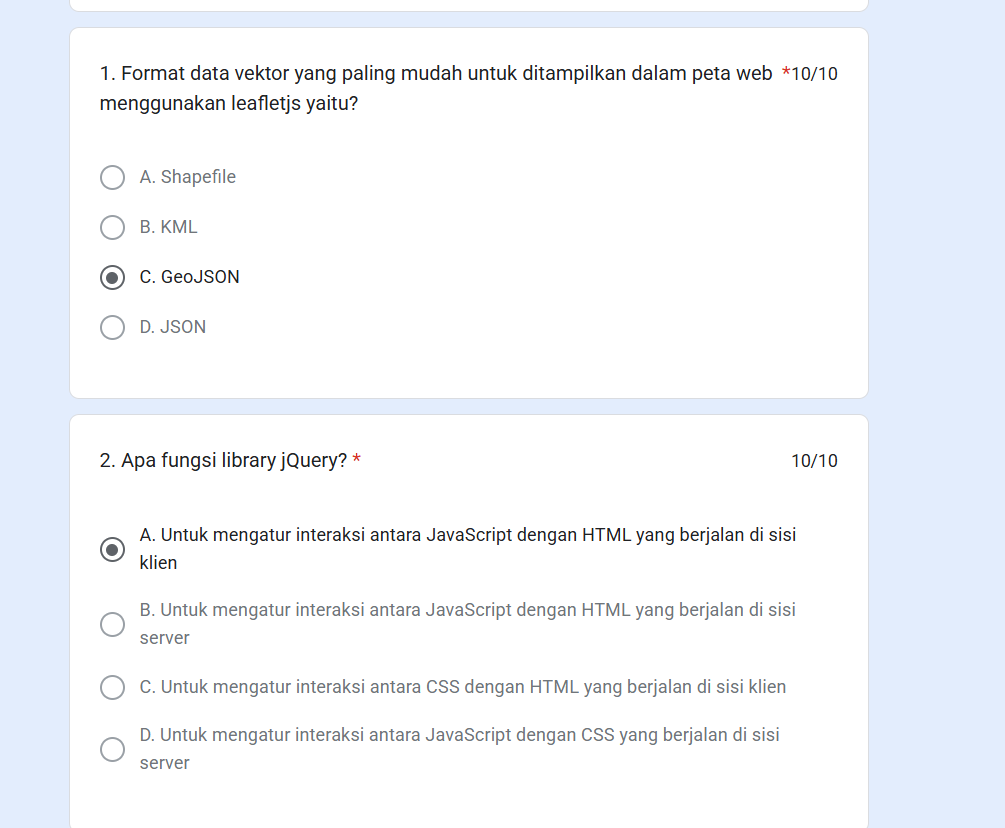 1. Format data vektor yang paling mudah untuk ditampilkan dalam peta web *10/10
menggunakan leafletjs yaitu?
A. Shapefile
B. KML
C. GeoJSON
D. JSON
2. Apa fungsi library jQuery? * 10/10
A. Untuk mengatur interaksi antara JavaScript dengan HTML yang berjalan di sisi
klien
B. Untuk mengatur interaksi antara JavaScript dengan HTML yang berjalan di sisi
server
C. Untuk mengatur interaksi antara CSS dengan HTML yang berjalan di sisi klien
D. Untuk mengatur interaksi antara JavaScript dengan CSS yang berjalan di sisi
server